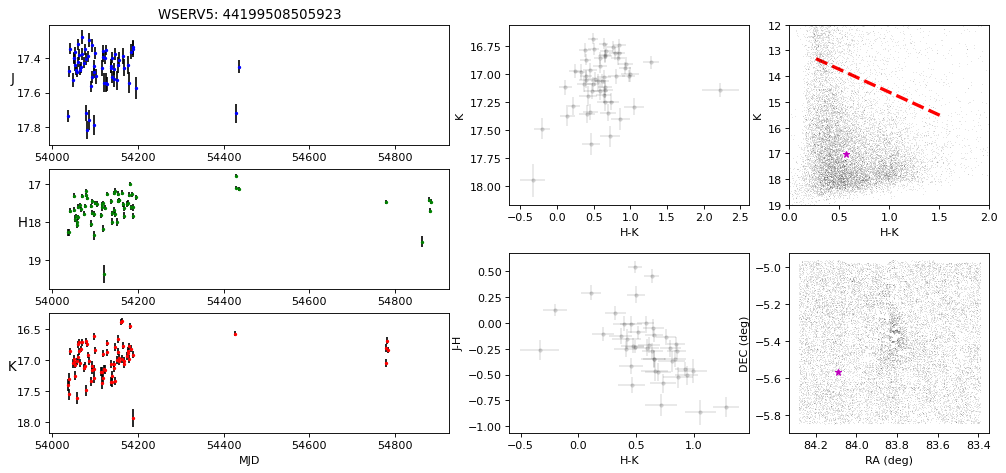 WSERV5: 44199508505923
J
17.4
17.6
17.8
54000 54200 54400 54600 54800
H
17
18
19
54000 54200 54400 54600 54800
K
16.5
17.0
17.5
18.0
54000 54200 54400 54600 54800
MJD
K
16.75
17.00
17.25
17.50
17.75
18.00
−0.5 0.0 0.5 1.0 1.5 2.0 2.5
H-K
J-H
0.50
0.25
0.00
−0.25
−0.50
−0.75
−1.00
−0.5 0.0 0.5 1.0
H-K
K
12
13
14
15
16
17
18
19
0.0 0.5 1.0 1.5 2.0
H-K
DEC (deg)
−5.0
−5.2
−5.4
−5.6
−5.8
84.2 84.0 83.8 83.6 83.4
RA (deg)